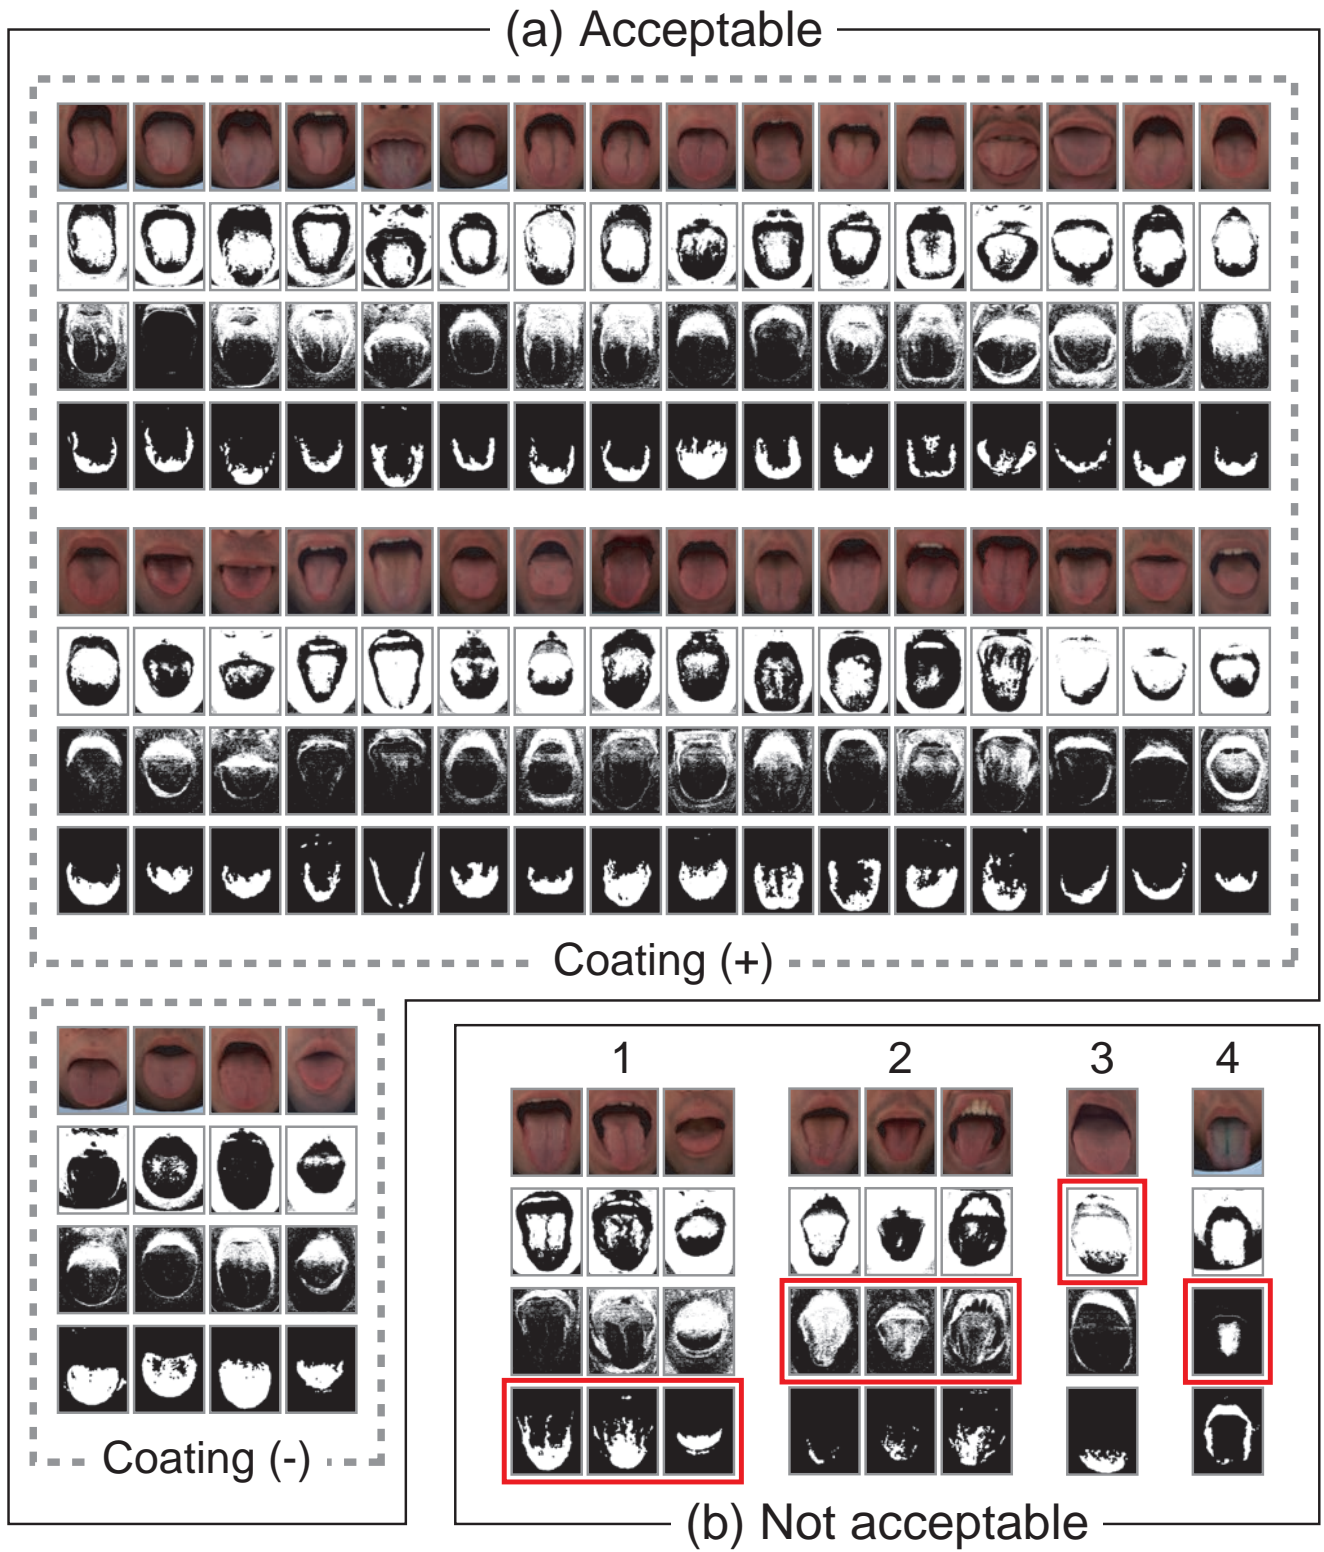 (a) Acceptable
Coating (+)
Coating (-)
1 2 3 4
(b) Not acceptable